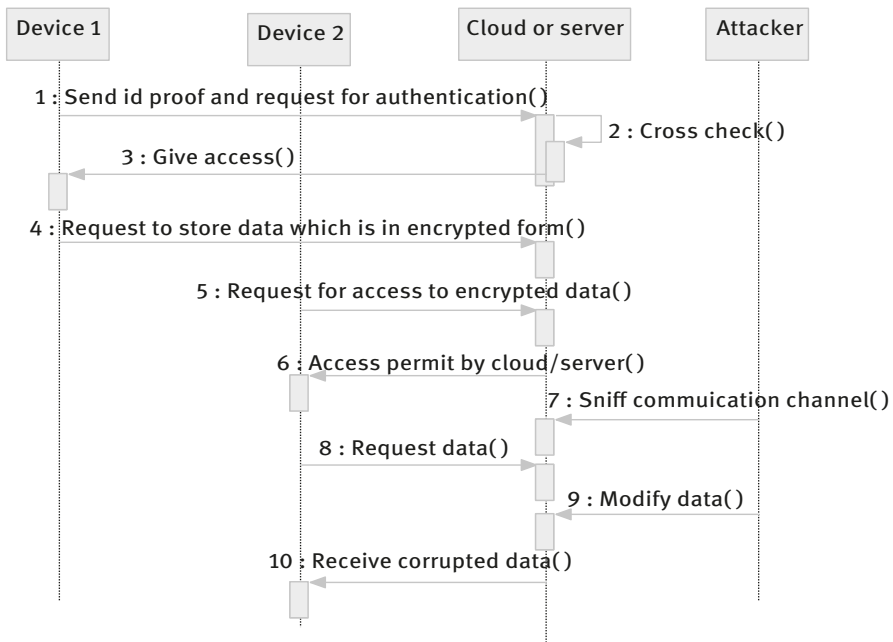 Device 1
Device 2
Cloud or server
Attacker
1 : Send id proof and request for authentication()
2 : Cross check()
3 : Give access()
4 : Request to store data which is in encrypted form()
5 : Request for access to encrypted data()
6 : Access permit by cloud/server()
7 : Sniff commuication channel()
8 : Request data()
9 : Modify data()
10 : Receive corrupted data()